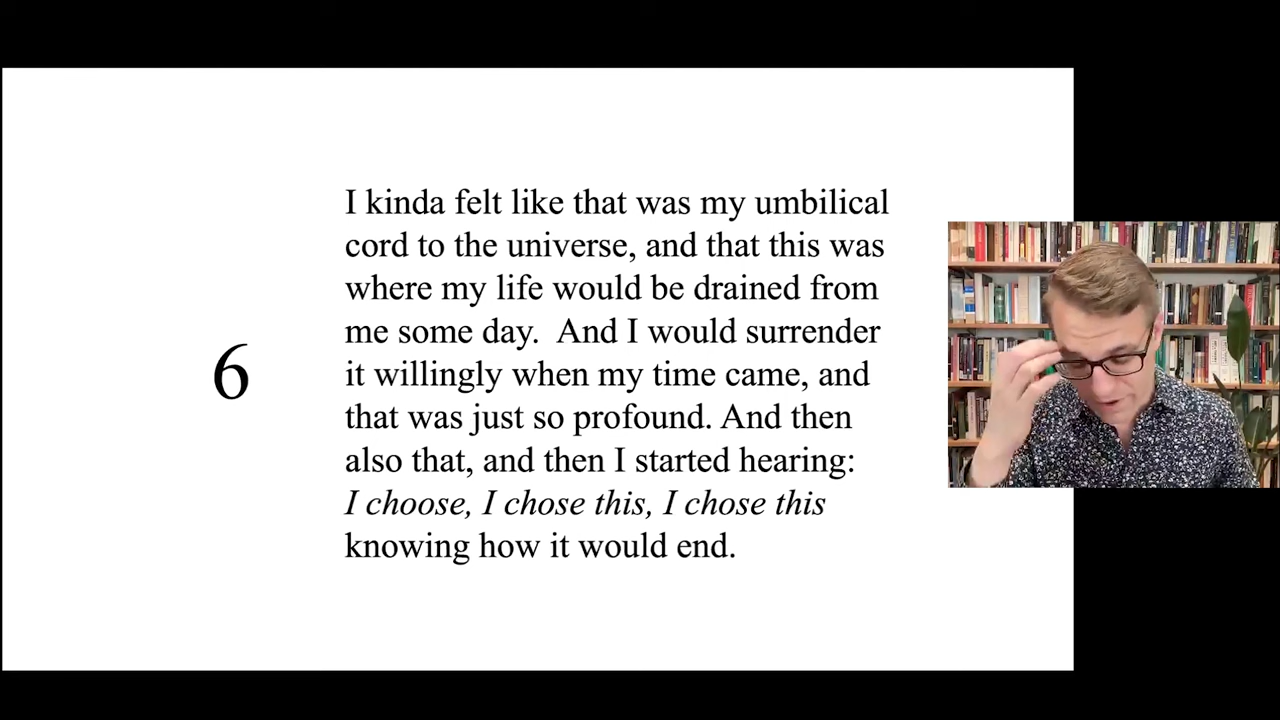 6
I kinda felt like that was my umbilical
cord to the universe, and that this was
where my life would be drained from
me some day.  And I would surrender
it willingly when my time came, and
that was just so profound. And then
also that, and then I started hearing:
I choose, I chose this, I chose this
knowing how it would end.